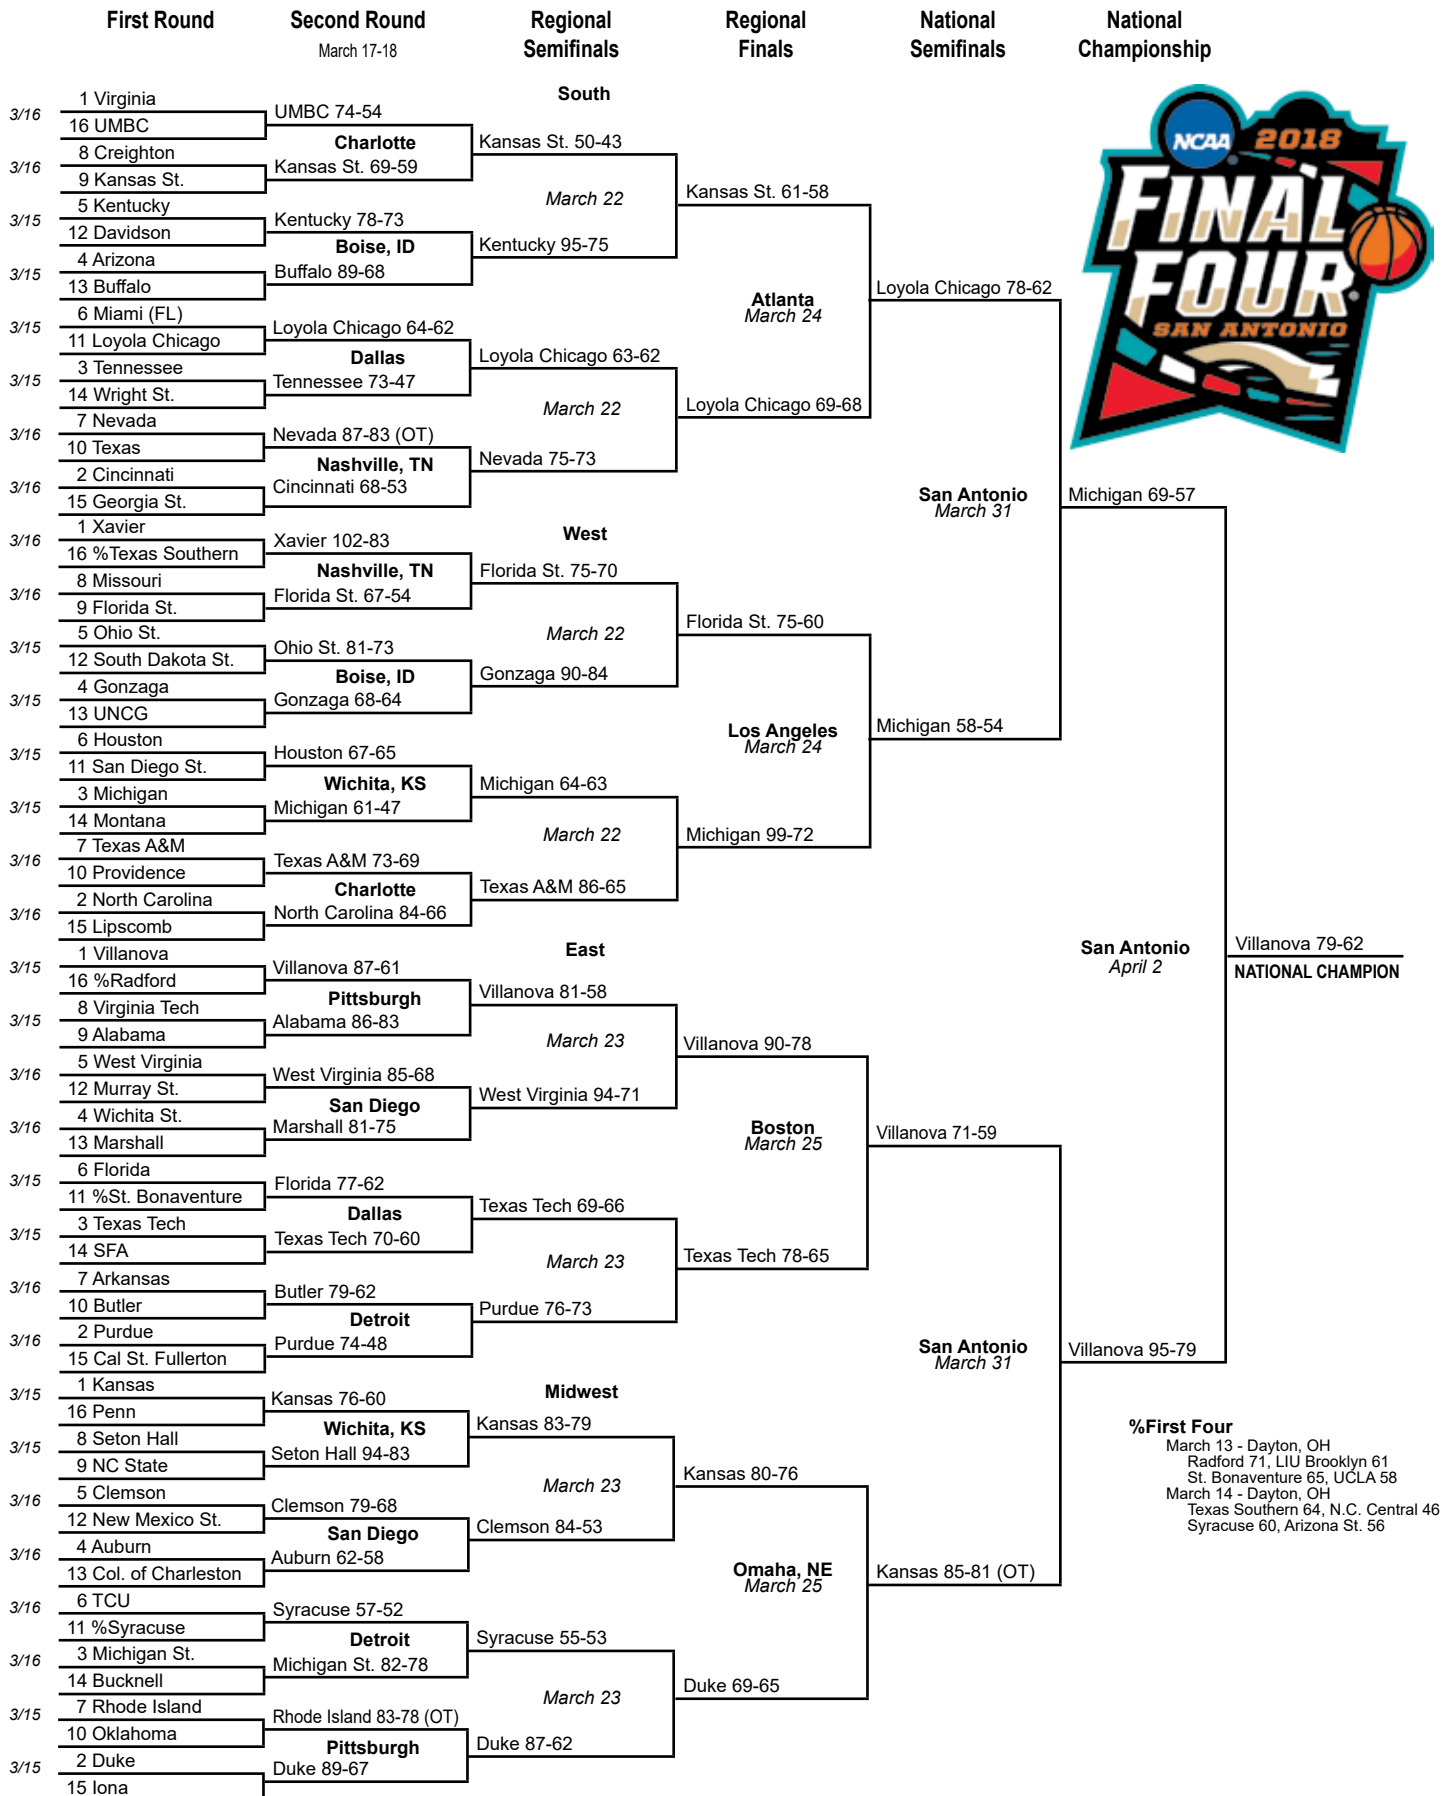 First Round
Second Round
March 17-18
Regional
Semifinals
Regional
Finals
National
Semifinals
National
Championship
NCAA 2018
FINAL
FOUR
SAN ANTONIO
South
3/16
1 Virginia
16 UMBC
3/16
8 Creighton
9 Kansas St.
3/15
5 Kentucky
12 Davidson
3/15
4 Arizona
13 Buffalo
3/15
6 Miami (FL)
11 Loyola Chicago
3/15
3 Tennessee
14 Wright St.
3/16
7 Nevada
10 Texas
3/16
2 Cincinnati
15 Georgia St.
UMBC 74-54
Charlotte
Kansas St. 69-59
Kentucky 78-73
Boise, ID
Buffalo 89-68
Loyola Chicago 64-62
Dallas
Tennessee 73-47
Nevada 87-83 (OT)
Nashville, TN
Cincinnati 68-53
Kansas St. 50-43
March 22
Kentucky 95-75
Loyola Chicago 63-62
March 22
Nevada 75-73
Kansas St. 61-58
Atlanta
March 24
Loyola Chicago 69-68
Loyola Chicago 78-62
West
3/16
1 Xavier
16 %Texas Southern
3/16
8 Missouri
9 Florida St.
3/15
5 Ohio St.
12 South Dakota St.
3/15
4 Gonzaga
13 UNCG
3/15
6 Houston
11 San Diego St.
3/15
3 Michigan
14 Montana
3/16
7 Texas A&M
10 Providence
3/16
2 North Carolina
15 Lipscomb
Xavier 102-83
Nashville, TN
Florida St. 67-54
Ohio St. 81-73
Boise, ID
Gonzaga 68-64
Houston 67-65
Wichita, KS
Michigan 61-47
Texas A&M 73-69
Charlotte
North Carolina 84-66
Florida St. 75-70
March 22
Gonzaga 90-84
Michigan 64-63
March 22
Texas A&M 86-65
Florida St. 75-60
Los Angeles
March 24
Michigan 99-72
Michigan 58-54
San Antonio
March 31
Michigan 69-57
East
3/15
1 Villanova
16 %Radford
3/15
8 Virginia Tech
9 Alabama
3/16
5 West Virginia
12 Murray St.
3/16
4 Wichita St.
13 Marshall
3/15
6 Florida
11 %St. Bonaventure
3/15
3 Texas Tech
14 SFA
3/16
7 Arkansas
10 Butler
3/16
2 Purdue
15 Cal St. Fullerton
Villanova 87-61
Pittsburgh
Alabama 86-83
West Virginia 85-68
San Diego
Marshall 81-75
Florida 77-62
Dallas
Texas Tech 70-60
Butler 79-62
Detroit
Purdue 74-48
Villanova 81-58
March 23
West Virginia 94-71
Texas Tech 69-66
March 23
Purdue 76-73
Villanova 90-78
Boston
March 25
Texas Tech 78-65
Villanova 71-59
Midwest
3/15
1 Kansas
16 Penn
3/15
8 Seton Hall
9 NC State
3/16
5 Clemson
12 New Mexico St.
3/16
4 Auburn
13 Col. of Charleston
3/16
6 TCU
11 %Syracuse
3/16
3 Michigan St.
14 Bucknell
3/15
7 Rhode Island
10 Oklahoma
3/15
2 Duke
15 Iona
Kansas 76-60
Wichita, KS
Seton Hall 94-83
Clemson 79-68
San Diego
Auburn 62-58
Syracuse 57-52
Detroit
Michigan St. 82-78
Rhode Island 83-78 (OT)
Pittsburgh
Duke 89-67
Kansas 83-79
March 23
Clemson 84-53
Syracuse 55-53
March 23
Duke 87-62
Kansas 80-76
Omaha, NE
March 25
Duke 69-65
Kansas 85-81 (OT)
San Antonio
March 31
Villanova 95-79
San Antonio
April 2
Villanova 79-62
NATIONAL CHAMPION
%First Four
March 13 - Dayton, OH
Radford 71, LIU Brooklyn 61
St. Bonaventure 65, UCLA 58
March 14 - Dayton, OH
Texas Southern 64, N.C. Central 46
Syracuse 60, Arizona St. 56